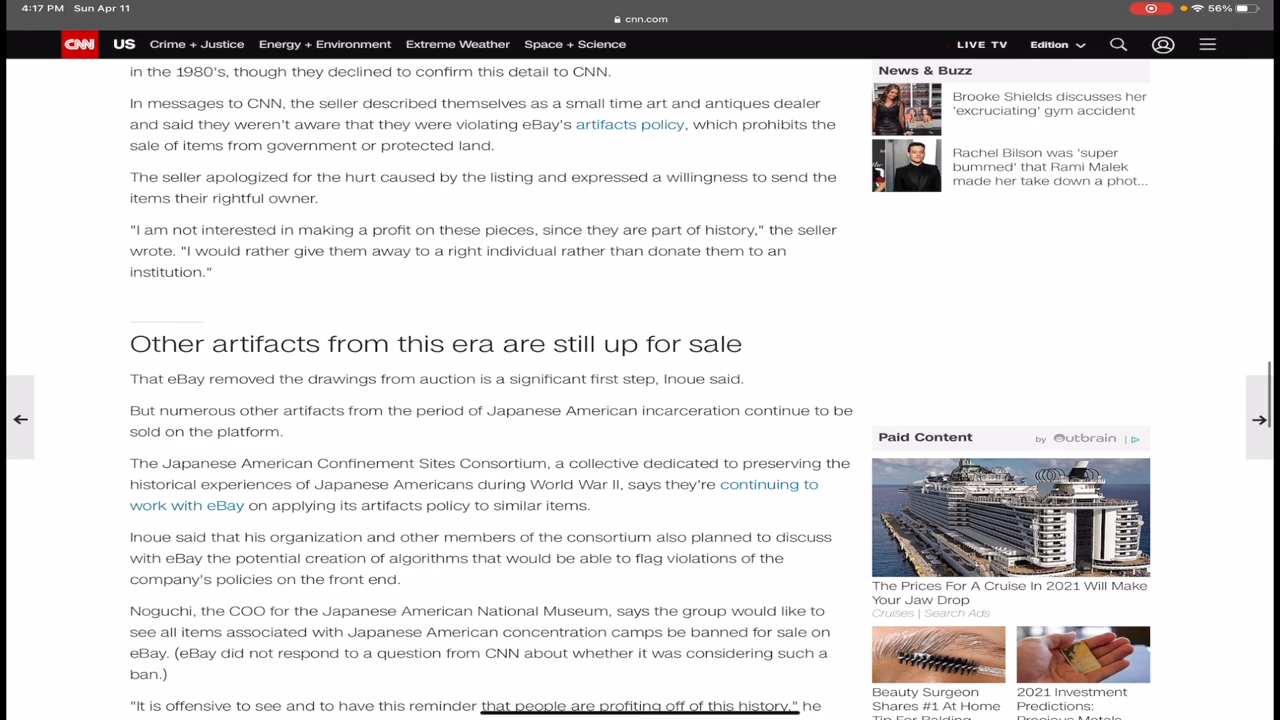 4:17 PM Sun Apr 11
56%
cnn.com
CNN US Crime + Justice Energy + Environment Extreme Weather Space + Science LIVE TV Edition
in the 1980's, though they declined to confirm this detail to CNN.
In messages to CNN, the seller described themselves as a small time art and antiques dealer
and said they weren't aware that they were violating eBay's artifacts policy, which prohibits the
sale of items from government or protected land.
The seller apologized for the hurt caused by the listing and expressed a willingness to send the
items their rightful owner.
"I am not interested in making a profit on these pieces, since they are part of history," the seller
wrote. "I would rather give them away to a right individual rather than donate them to an
institution."
Other artifacts from this era are still up for sale
That eBay removed the drawings from auction is a significant first step, Inoue said.
But numerous other artifacts from the period of Japanese American incarceration continue to be
sold on the platform.
The Japanese American Confinement Sites Consortium, a collective dedicated to preserving the
historical experiences of Japanese Americans during World War II, says they're continuing to
work with eBay on applying its artifacts policy to similar items.
Inoue said that his organization and other members of the consortium also planned to discuss
with eBay the potential creation of algorithms that would be able to flag violations of the
company's policies on the front end.
Noguchi, the COO for the Japanese American National Museum, says the group would like to
see all items associated with Japanese American concentration camps be banned for sale on
eBay. (eBay did not respond to a question from CNN about whether it was considering such a
ban.)
"It is offensive to see and to have this reminder that people are profiting off of this history," he
News & Buzz
Brooke Shields discusses her
'excruciating' gym accident
Rachel Bilson was 'super
bummed' that Rami Malek
made her take down a phot...
Paid Content by Outbrain
The Prices For A Cruise In 2021 Will Make
Your Jaw Drop
Cruises | Search Ads
Beauty Surgeon
Shares #1 At Home
Tip For Balding
2021 Investment
Predictions:
Precious Metals